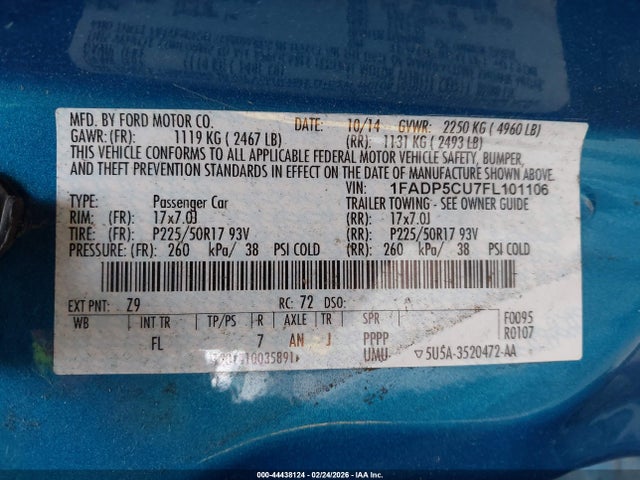 MFD. BY FORD MOTOR CO. DATE: 10/14 GVWR: 2250 KG ( 4960 LB)
GAWR: (FR): 1119 KG ( 2467 LB) (RR): 1131 KG ( 2493 LB)
THIS VEHICLE CONFORMS TO ALL APPLICABLE FEDERAL MOTOR VEHICLE SAFETY, BUMPER,
AND THEFT PREVENTION STANDARDS IN EFFECT ON THE DATE OF MANUFACTURE SHOWN ABOVE.
VIN: 1FADP5CU7FL101106
TYPE: Passenger Car TRAILER TOWING - SEE OWNER GUIDE
RIM: (FR): 17x7.0J (RR): 17x7.0J
TIRE: (FR): P225/50R17 93V (RR): P225/50R17 93V
PRESSURE: (FR): 260 kPa/ 38 PSI COLD (RR): 260 kPa/ 38 PSI COLD
EXT PNT: Z9 RC: 72 DSO:
WB INT TR TP/PS R AXLE TR SPR F0095
FL 7 AN J PPPP R0107
UMU ▽5U5A-3520472-AA
000-44438124 - 02/24/2026 - IAA Inc.